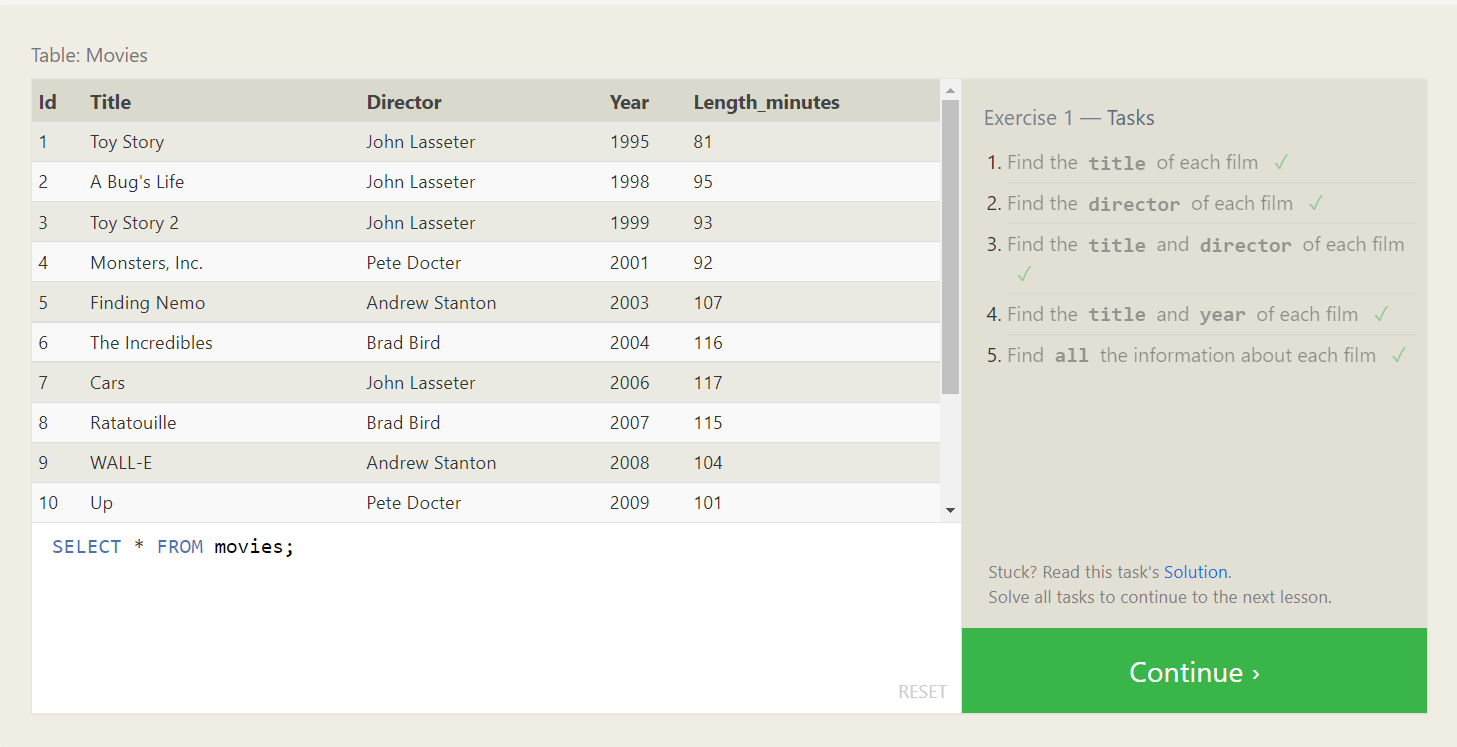 Table: Movies
Id Title Director Year Length_minutes
1 Toy Story John Lasseter 1995 81
2 A Bug's Life John Lasseter 1998 95
3 Toy Story 2 John Lasseter 1999 93
4 Monsters, Inc. Pete Docter 2001 92
5 Finding Nemo Andrew Stanton 2003 107
6 The Incredibles Brad Bird 2004 116
7 Cars John Lasseter 2006 117
8 Ratatouille Brad Bird 2007 115
9 WALL-E Andrew Stanton 2008 104
10 Up Pete Docter 2009 101
SELECT * FROM movies;
RESET
Exercise 1 — Tasks
1. Find the title of each film ✓
2. Find the director of each film ✓
3. Find the title and director of each film
✓
4. Find the title and year of each film ✓
5. Find all the information about each film ✓
Stuck? Read this task's Solution.
Solve all tasks to continue to the next lesson.
Continue ›